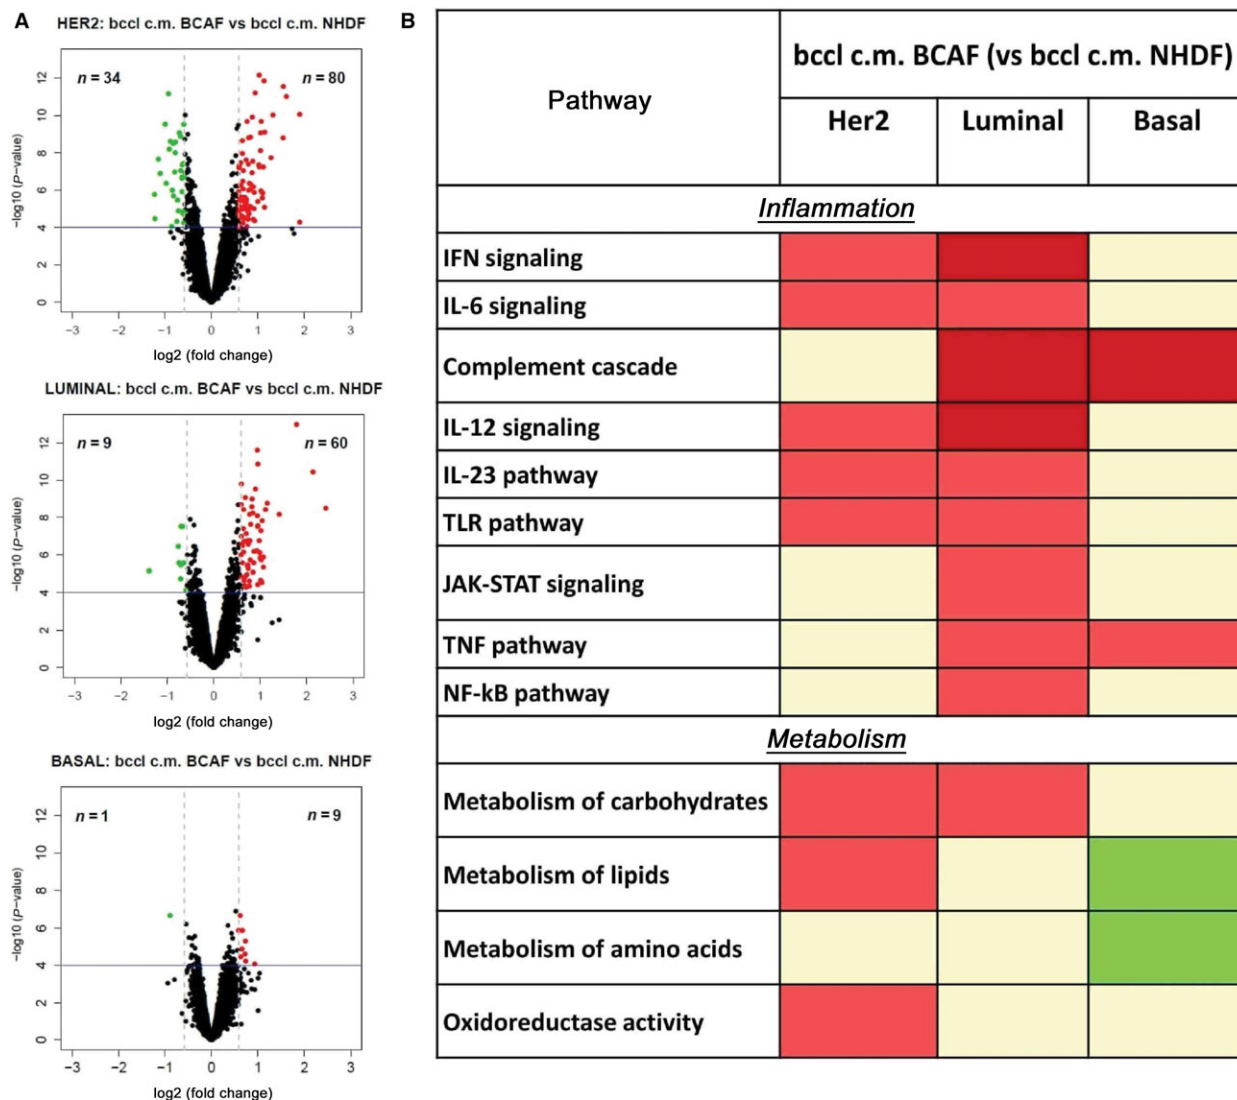 A
HER2: bccl c.m. BCAF vs bccl c.m. NHDF
n = 34
n = 80
−log10 (P−value)
12
10
8
6
4
2
0
−3 −2 −1 0 1 2 3
log2 (fold change)
LUMINAL: bccl c.m. BCAF vs bccl c.m. NHDF
n = 9
n = 60
−log10 (P−value)
12
10
8
6
4
2
0
−3 −2 −1 0 1 2 3
log2 (fold change)
BASAL: bccl c.m. BCAF vs bccl c.m. NHDF
n = 1
n = 9
−log10 (P−value)
12
10
8
6
4
2
0
−3 −2 −1 0 1 2 3
log2 (fold change)
B
Pathway
bccl c.m. BCAF (vs bccl c.m. NHDF)
Her2 Luminal Basal
Inflammation
IFN signaling
IL-6 signaling
Complement cascade
IL-12 signaling
IL-23 pathway
TLR pathway
JAK-STAT signaling
TNF pathway
NF-kB pathway
Metabolism
Metabolism of carbohydrates
Metabolism of lipids
Metabolism of amino acids
Oxidoreductase activity